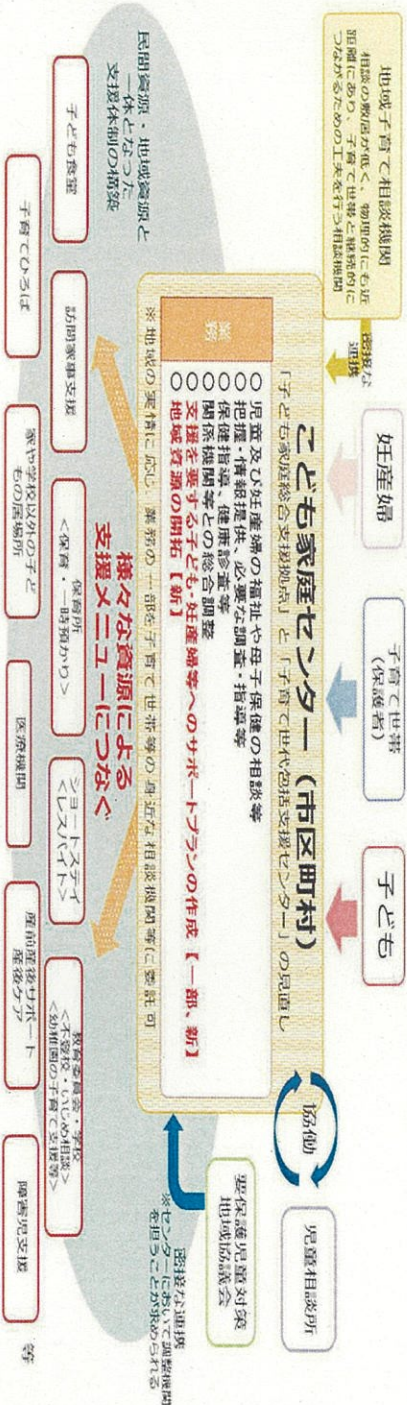 妊産婦
子育て世帯
（保護者）
子ども
地域子育て相談機関
相談の敷居が低く、物理的にも近
距離にあり、子育て世帯と継続的に
つながるための工夫を行う相談機関
密接な
連携
こども家庭センター（市区町村）
「子ども家庭総合支援拠点」と「子育て世代包括支援センター」の見直し
業務
○ 児童及び妊産婦の福祉や母子保健の相談等
○ 把握・情報提供、必要な調査・指導等
○ 保健指導、健康診査等
○ 関係機関等との総合調整
○ 支援を要する子ども・妊産婦等へのサポートプランの作成【一部、新】
○ 地域資源の開拓【新】
※地域の実情に応じ、業務の一部を子育て世帯等の身近な相談機関等に委託可
協働
児童相談所
要保護児童対策
地域協議会
密接な連携
※センターにおいて調整機関
を担うことが求められる
様々な資源による
支援メニューにつなぐ
民間資源・地域資源と
一体となった
支援体制の構築
子ども食堂
訪問家事支援
保育所
＜保育・一時預かり＞
ショートステイ
＜レスパイト＞
教育委員会・学校
＜不登校・いじめ相談＞
＜幼稚園の子育て支援等＞
子育てひろば
家や学校以外の子ど
もの居場所
医療機関
産前産後サポート
産後ケア
障害児支援
等